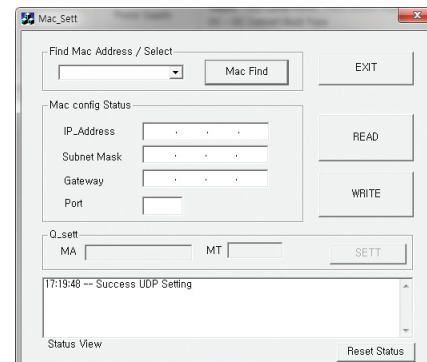 Mac_Sett
Find Mac Address / Select
Mac Find
EXIT
Mac config Status
IP_Address
Subnet Mask
Gateway
Port
READ
WRITE
Q_sett
MA
MT
SETT
17:19:48 -- Success UDP Setting
Status View
Reset Status